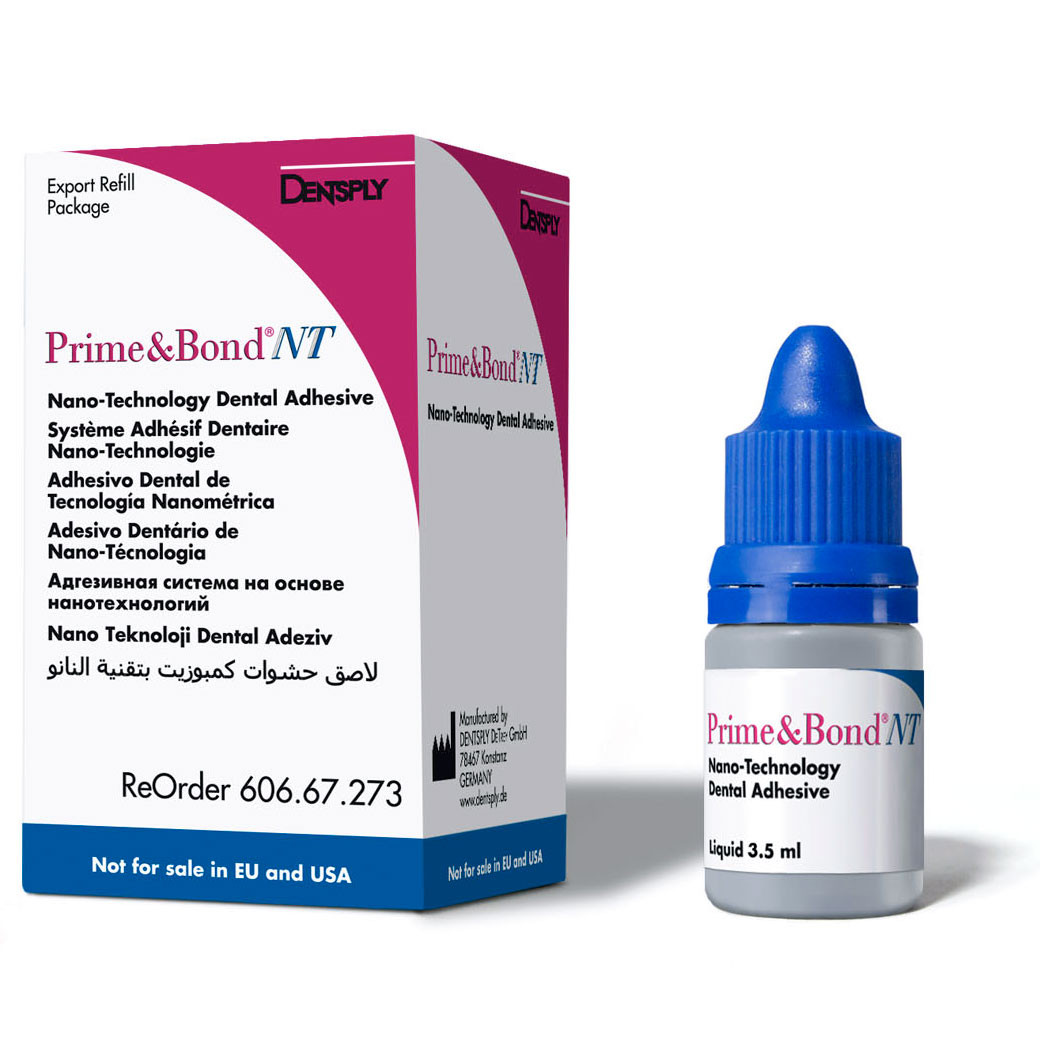 Export Refill
Package
DENTSPLY
Prime&Bond® NT
Nano-Technology Dental Adhesive
Système Adhésif Dentaire
Nano-Technologie
Adhesivo Dental de
Tecnología Nanométrica
Adesivo Dentário de
Nano-Técnologia
Адгезивная система на основе
нанотехнологий
Nano Teknoloji Dental Adeziv
لاصق حشوات كمبوزيت بتقنية النانو
ReOrder 606.67.273
Not for sale in EU and USA
DENTSPLY
Prime&Bond® NT
Nano-Technology Dental Adhesive
Manufactured by
DENTSPLY DeTrey GmbH
78467 Konstanz
GERMANY
www.dentsply.de
Not for sale in EU and USA
Prime&Bond® NT
Nano-Technology
Dental Adhesive
Liquid 3.5 ml